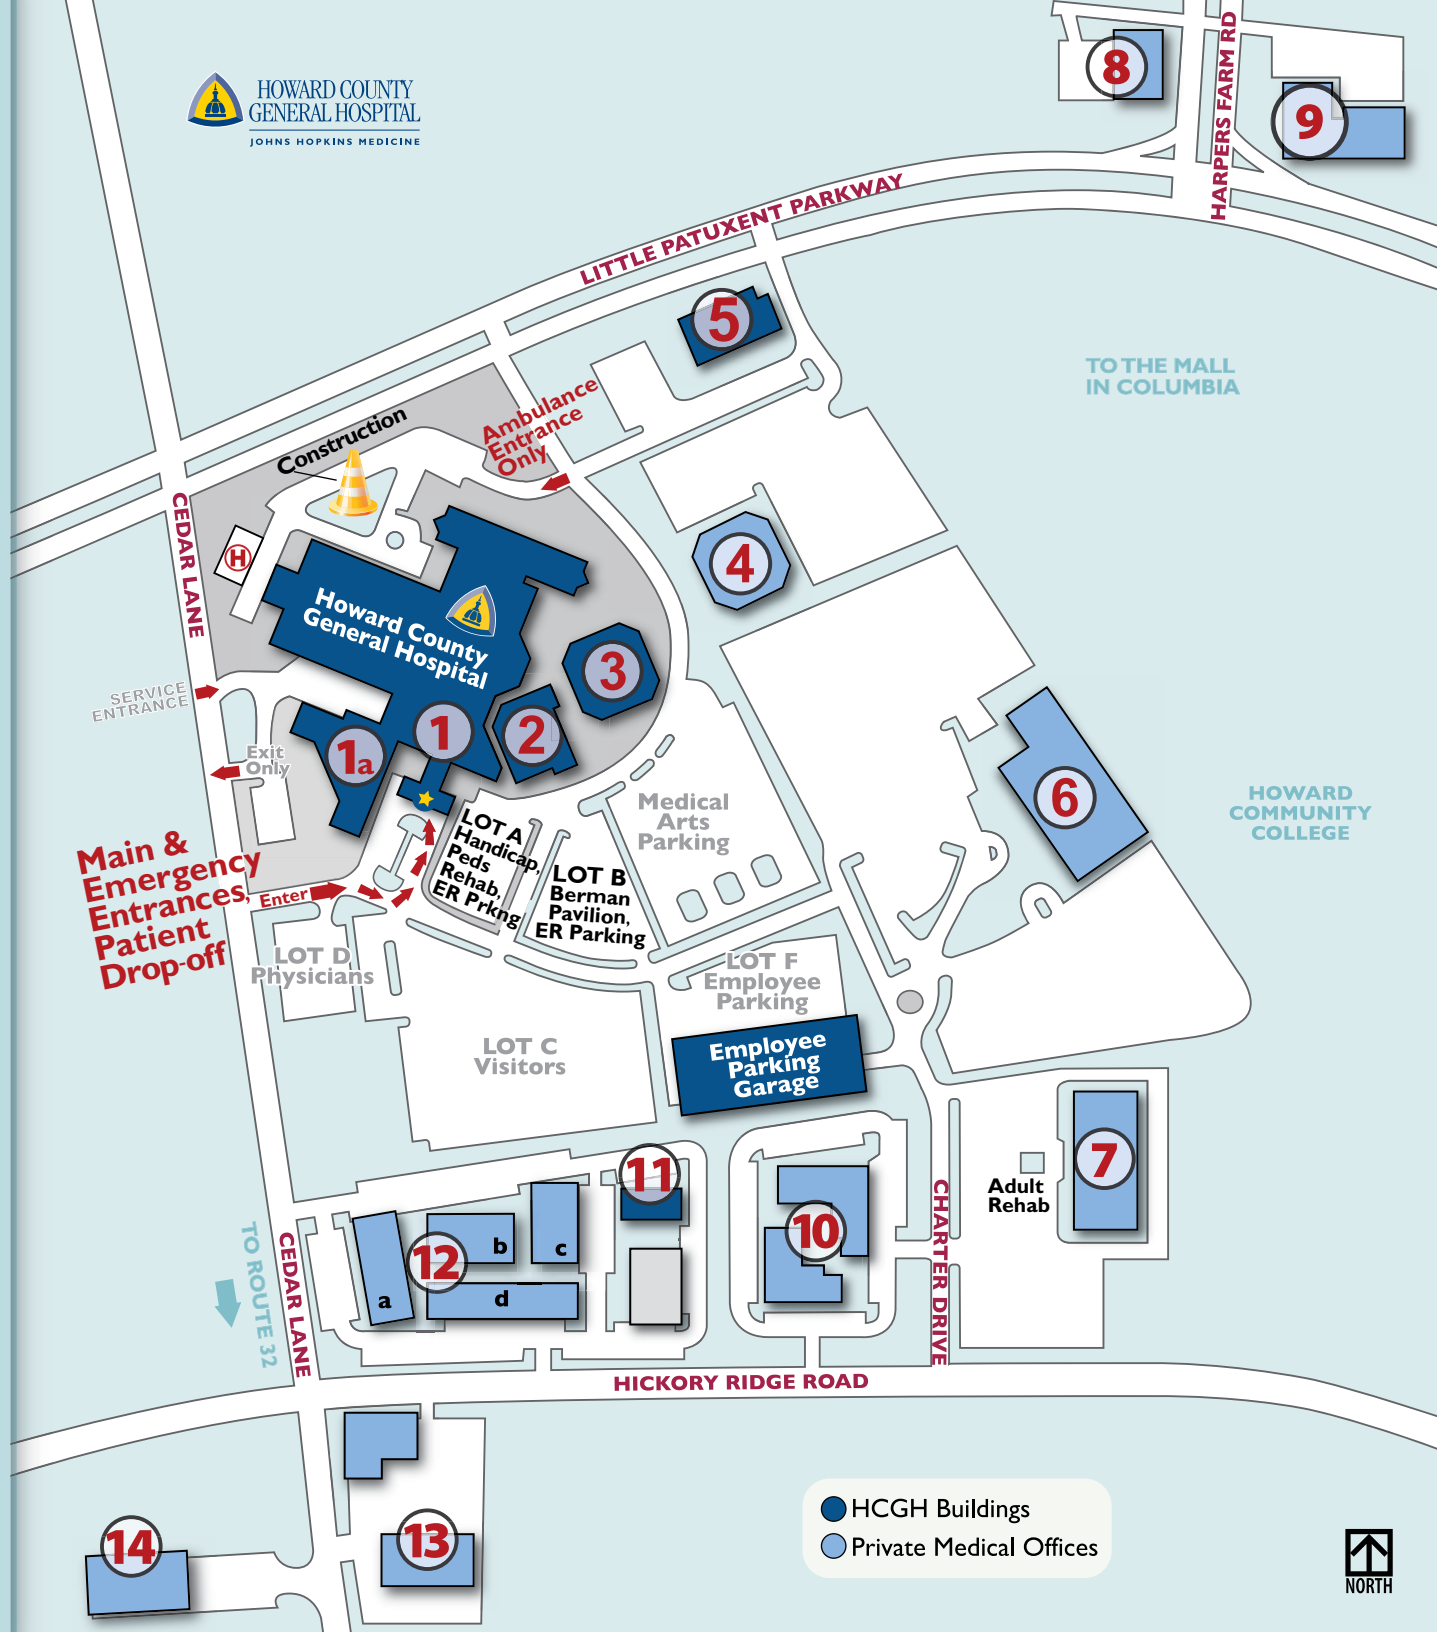 HOWARD COUNTY
GENERAL HOSPITAL
JOHNS HOPKINS MEDICINE
8
9
HARPERS FARM RD
LITTLE PATUXENT PARKWAY
5
TO THE MALL
IN COLUMBIA
Construction
Ambulance
Entrance
Only
CEDAR LANE
H
4
Howard County
General Hospital
3
SERVICE
ENTRANCE
1
2
1a
Exit
Only
6
HOWARD
COMMUNITY
COLLEGE
Medical
Arts
Parking
LOT A
Handicap,
Peds
Rehab,
ER Prkng
LOT B
Berman
Pavilion,
ER Parking
Main &
Emergency
Entrances,
Patient
Drop-off
Enter
LOT D
Physicians
LOT F
Employee
Parking
LOT C
Visitors
Employee
Parking
Garage
7
Adult
Rehab
11
10
12
a
b
c
d
CHARTER DRIVE
TO ROUTE 32
CEDAR LANE
HICKORY RIDGE ROAD
13
14
HCGH Buildings
Private Medical Offices
NORTH